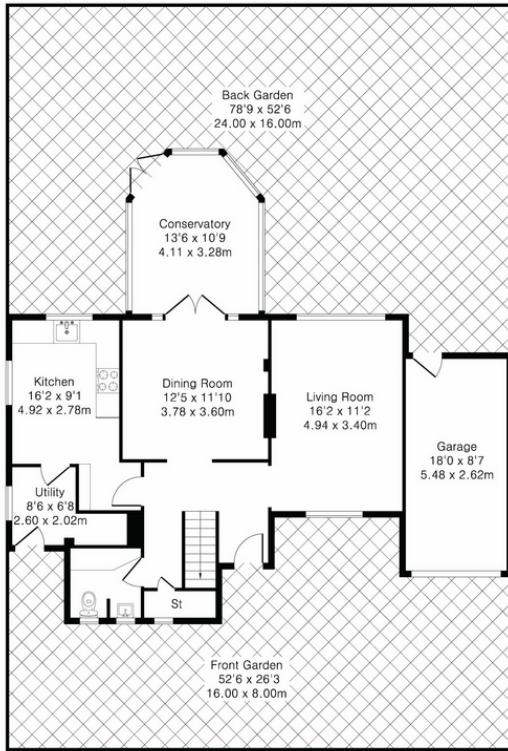 Back Garden
78'9 x 52'6
24.00 x 16.00m
Conservatory
13'6 x 10'9
4.11 x 3.28m
Kitchen
16'2 x 9'1
4.92 x 2.78m
Dining Room
12'5 x 11'10
3.78 x 3.60m
Living Room
16'2 x 11'2
4.94 x 3.40m
Garage
18'0 x 8'7
5.48 x 2.62m
Utility
8'6 x 6'8
2.60 x 2.02m
St
Front Garden
52'6 x 26'3
16.00 x 8.00m